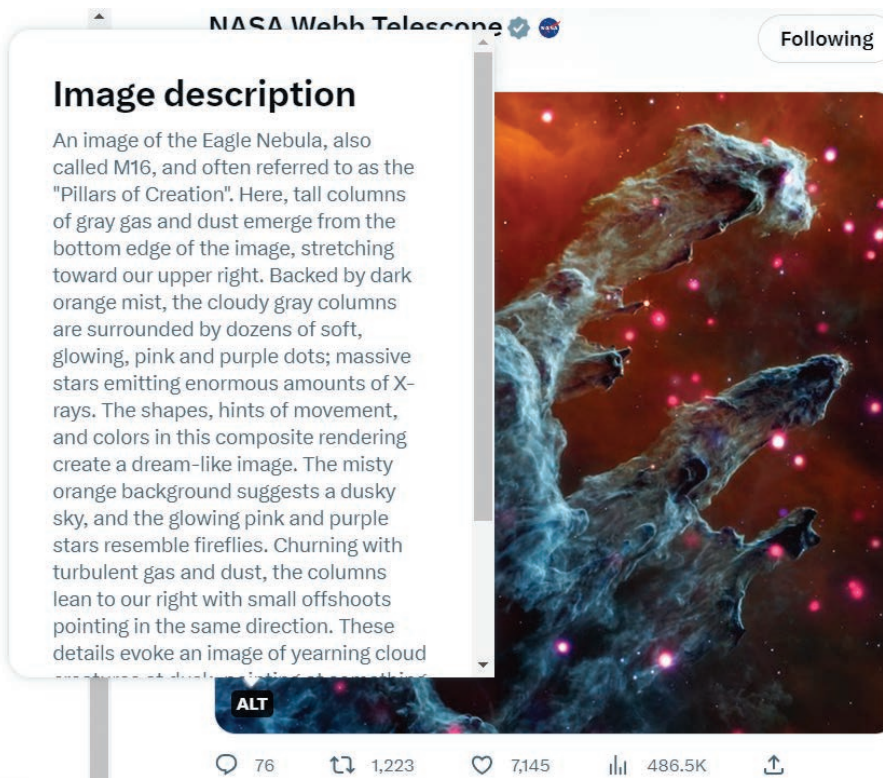 NASA Webb Telescope
Following
Image description
An image of the Eagle Nebula, also
called M16, and often referred to as the
"Pillars of Creation". Here, tall columns
of gray gas and dust emerge from the
bottom edge of the image, stretching
toward our upper right. Backed by dark
orange mist, the cloudy gray columns
are surrounded by dozens of soft,
glowing, pink and purple dots; massive
stars emitting enormous amounts of X-
rays. The shapes, hints of movement,
and colors in this composite rendering
create a dream-like image. The misty
orange background suggests a dusky
sky, and the glowing pink and purple
stars resemble fireflies. Churning with
turbulent gas and dust, the columns
lean to our right with small offshoots
pointing in the same direction. These
details evoke an image of yearning cloud
creatures at dusk, pointing at something
ALT
76 1,223 7,145 486.5K